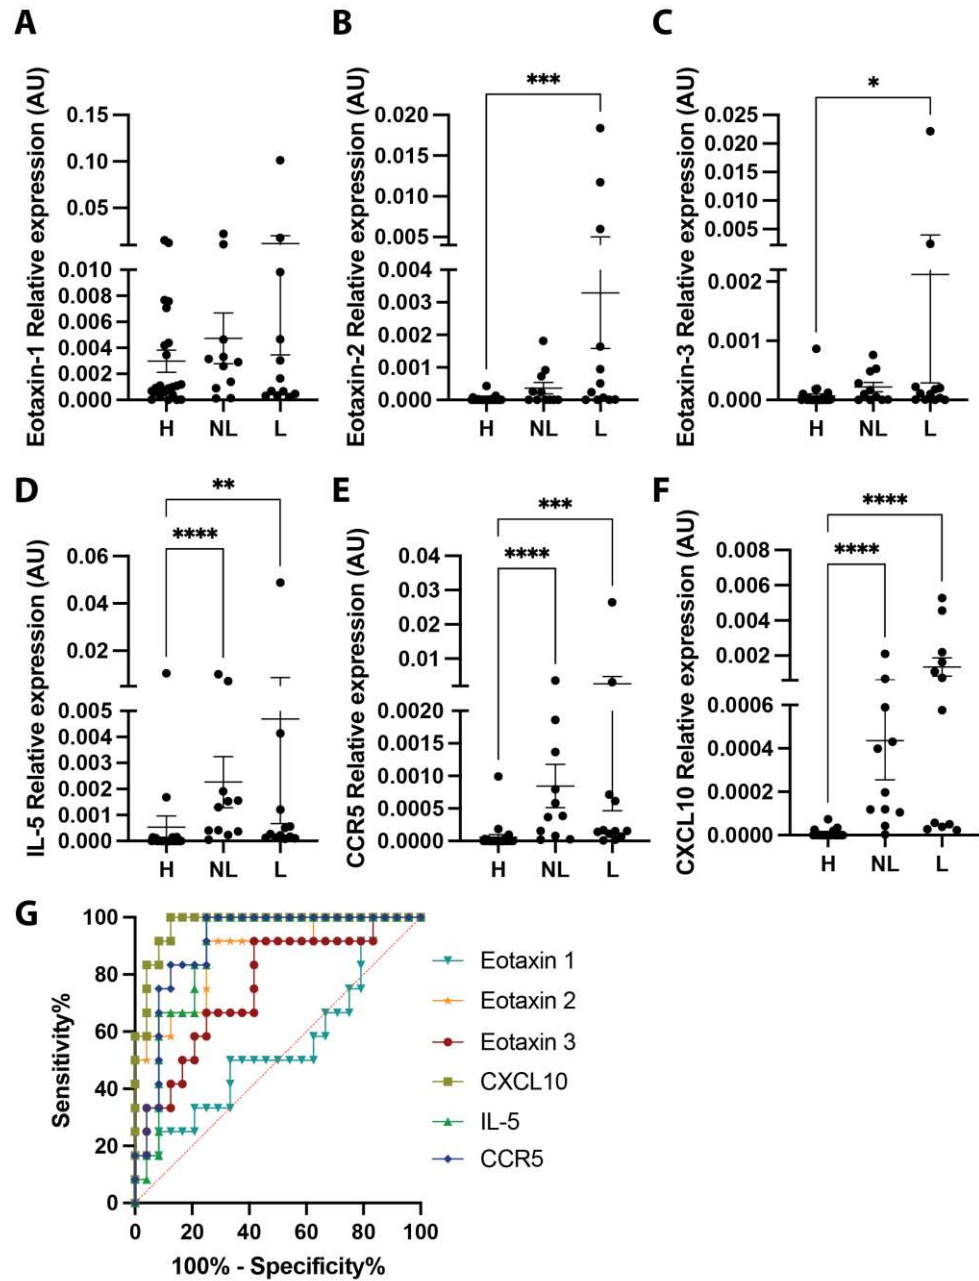 A
Eotaxin-1 Relative expression (AU)
0.15
0.10
0.05
0.010
0.008
0.006
0.004
0.002
0.000
H NL L
B
Eotaxin-2 Relative expression (AU)
***
0.020
0.015
0.010
0.005
0.004
0.003
0.002
0.001
0.000
H NL L
C
Eotaxin-3 Relative expression (AU)
*
0.025
0.020
0.015
0.010
0.005
0.002
0.001
0.000
H NL L
D
IL-5 Relative expression (AU)
**
****
0.06
0.04
0.02
0.005
0.004
0.003
0.002
0.001
0.000
H NL L
E
CCR5 Relative expression (AU)
***
****
0.04
0.03
0.02
0.01
0.0020
0.0015
0.0010
0.0005
0.0000
H NL L
F
CXCL10 Relative expression (AU)
****
****
0.008
0.006
0.004
0.002
0.0006
0.0004
0.0002
0.0000
H NL L
G
Sensitivity%
100
80
60
40
20
0
0 20 40 60 80 100
100% - Specificity%
Eotaxin 1
Eotaxin 2
Eotaxin 3
CXCL10
IL-5
CCR5